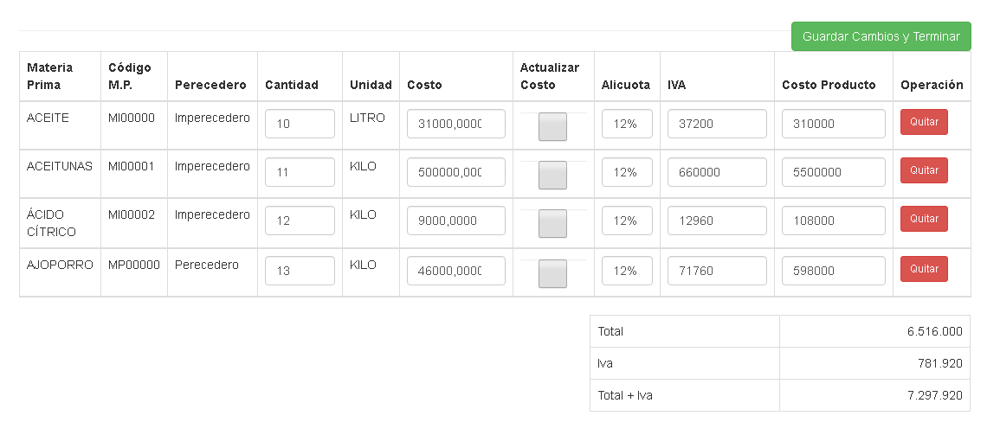 Guardar Cambios y Terminar
Materia Prima Código M.P. Perecedero Cantidad Unidad Costo Actualizar Costo Alicuota IVA Costo Producto Operación
ACEITE MI00000 Imperecedero 10 LITRO 31000,0000 12% 37200 310000 Quitar
ACEITUNAS MI00001 Imperecedero 11 KILO 500000,000 12% 660000 5500000 Quitar
ÁCIDO CÍTRICO MI00002 Imperecedero 12 KILO 9000,0000 12% 12960 108000 Quitar
AJOPORRO MP00000 Perecedero 13 KILO 46000,0000 12% 71760 598000 Quitar
Total 6.516.000
Iva 781.920
Total + Iva 7.297.920